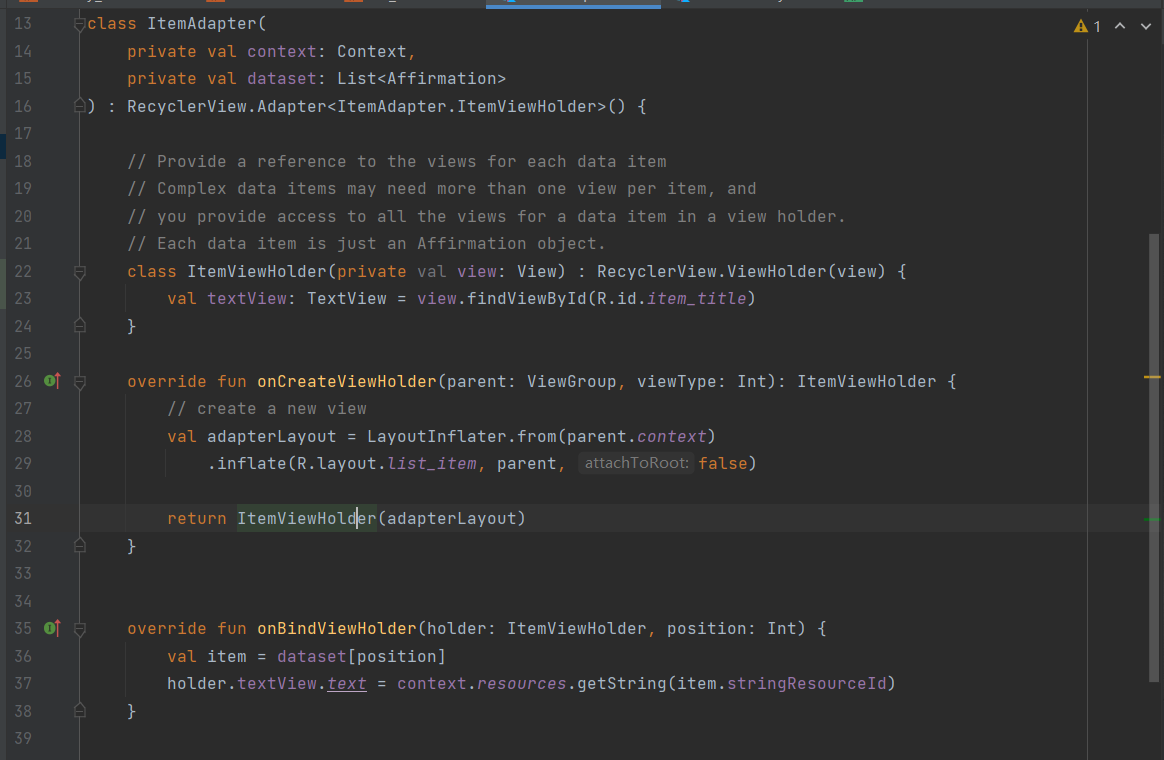 13 class ItemAdapter(
1
14 private val context: Context,
15 private val dataset: List<Affirmation>
16 ) : RecyclerView.Adapter<ItemAdapter.ItemViewHolder>() {
17
18 // Provide a reference to the views for each data item
19 // Complex data items may need more than one view per item, and
20 // you provide access to all the views for a data item in a view holder.
21 // Each data item is just an Affirmation object.
22 class ItemViewHolder(private val view: View) : RecyclerView.ViewHolder(view) {
23 val textView: TextView = view.findViewById(R.id.item_title)
24 }
25
26 override fun onCreateViewHolder(parent: ViewGroup, viewType: Int): ItemViewHolder {
27 // create a new view
28 val adapterLayout = LayoutInflater.from(parent.context)
29 .inflate(R.layout.list_item, parent, attachToRoot: false)
30
31 return ItemViewHolder(adapterLayout)
32 }
33
34
35 override fun onBindViewHolder(holder: ItemViewHolder, position: Int) {
36 val item = dataset[position]
37 holder.textView.text = context.resources.getString(item.stringResourceId)
38 }
39